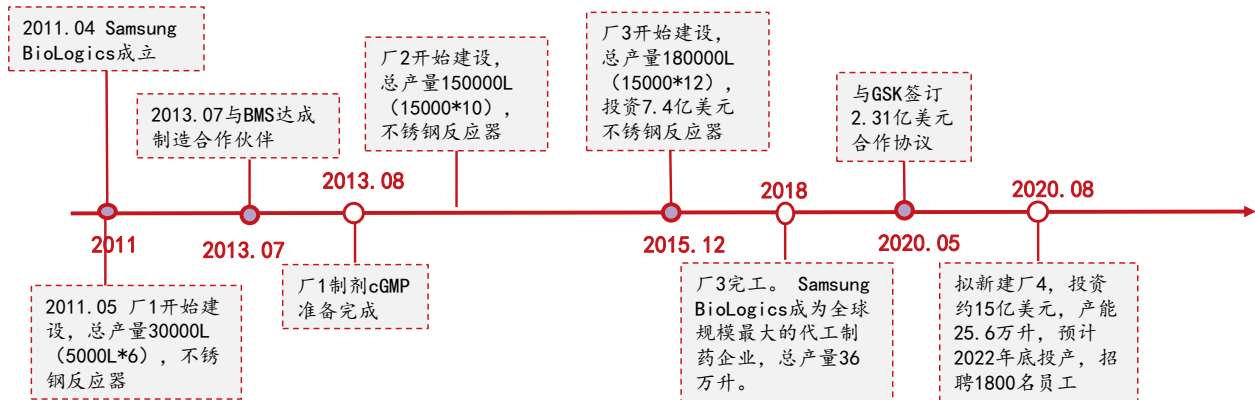 2011.04 Samsung
BioLogics成立
2013.07与BMS达成
制造合作伙伴
厂2开始建设,
总产量150000L
（15000*10）,
不锈钢反应器
厂3开始建设,
总产量180000L
（15000*12）,
投资7.4亿美元
不锈钢反应器
与GSK签订
2.31亿美元
合作协议
2011
2013.07
2013.08
2015.12
2018
2020.05
2020.08
2011.05 厂1开始建
设, 总产量30000L
（5000L*6）, 不锈
钢反应器
厂1制剂cGMP
准备完成
厂3完工。 Samsung
BioLogics成为全球
规模最大的代工制
药企业, 总产量36
万升。
拟新建厂4, 投资
约15亿美元, 产能
25.6万升, 预计
2022年底投产, 招
聘1800名员工